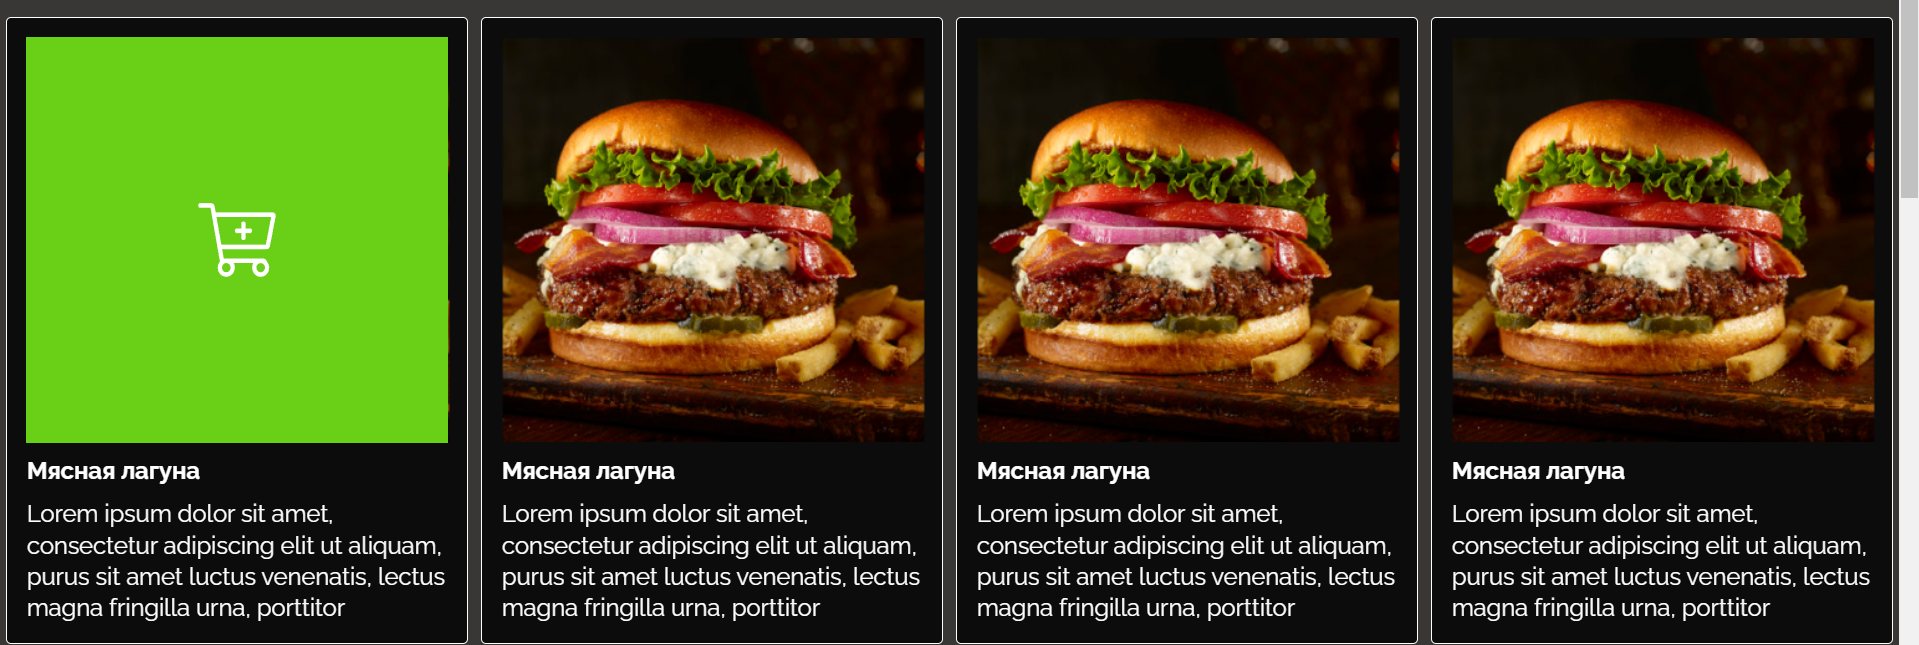 Мясная лагуна
Lorem ipsum dolor sit amet,
consectetur adipiscing elit ut aliquam,
purus sit amet luctus venenatis, lectus
magna fringilla urna, porttitor
Мясная лагуна
Lorem ipsum dolor sit amet,
consectetur adipiscing elit ut aliquam,
purus sit amet luctus venenatis, lectus
magna fringilla urna, porttitor
Мясная лагуна
Lorem ipsum dolor sit amet,
consectetur adipiscing elit ut aliquam,
purus sit amet luctus venenatis, lectus
magna fringilla urna, porttitor
Мясная лагуна
Lorem ipsum dolor sit amet,
consectetur adipiscing elit ut aliquam,
purus sit amet luctus venenatis, lectus
magna fringilla urna, porttitor